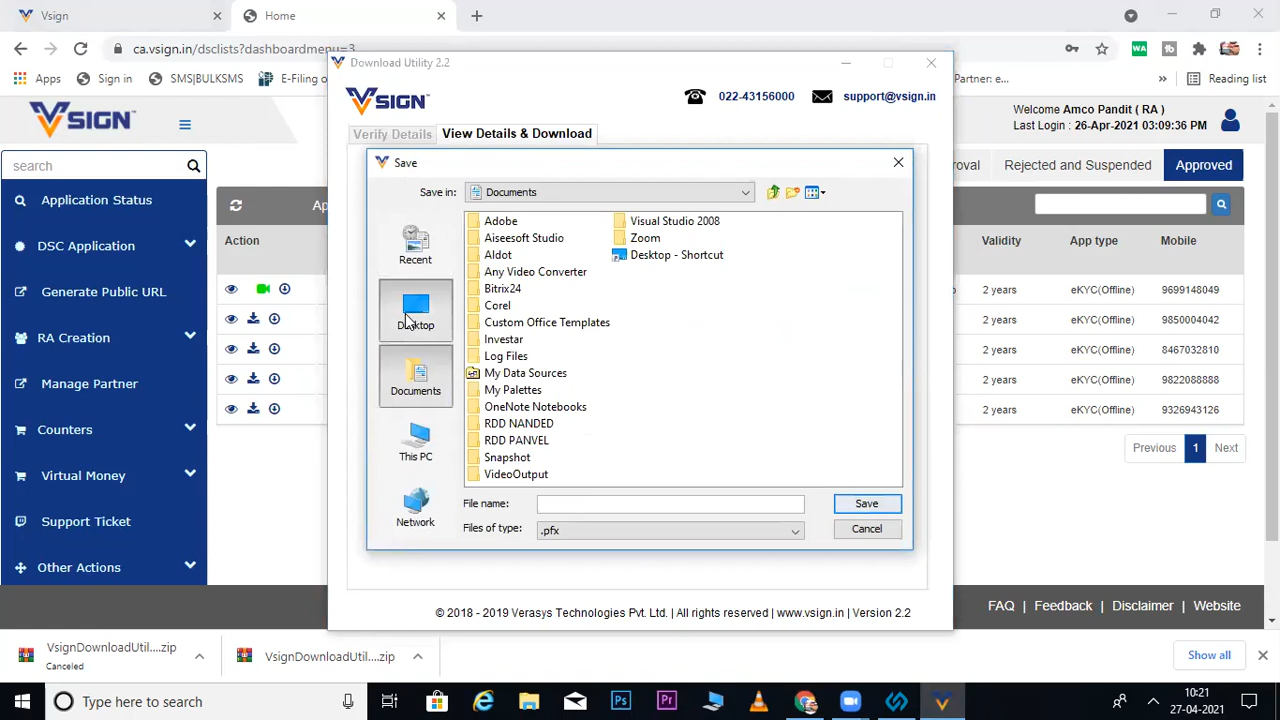 Vsign
Home
ca.vsign.in/dsclists?dashboardmenu=3
Apps
Sign in
SMS|BULKSMS
E-Filing o
Partner: e...
»
Reading list
Download Utility 2.2
VSIGN
022-43156000
support@vsign.in
Verify Details
View Details & Download
VSIGN
Welcome Amco Pandit ( RA )
Last Login : 26-Apr-2021 03:09:36 PM
search
Application Status
DSC Application
Generate Public URL
RA Creation
Manage Partner
Counters
Virtual Money
Support Ticket
Other Actions
oval
Rejected and Suspended
Approved
Ap
Action
Validity
App type
Mobile
2 years
eKYC(Offline)
9699148049
2 years
eKYC(Offline)
9850004042
2 years
eKYC(Offline)
8467032810
2 years
eKYC(Offline)
9822088888
2 years
eKYC(Offline)
9326943126
Previous
1
Next
Save
Save in:
Documents
Recent
Desktop
Documents
This PC
Network
Adobe
Aiseesoft Studio
Aldot
Any Video Converter
Bitrix24
Corel
Custom Office Templates
Investar
Log Files
My Data Sources
My Palettes
OneNote Notebooks
RDD NANDED
RDD PANVEL
Snapshot
VideoOutput
Visual Studio 2008
Zoom
Desktop - Shortcut
File name:
Save
Files of type:
.pfx
Cancel
© 2018 - 2019 Verasys Technologies Pvt. Ltd. | All rights reserved | www.vsign.in | Version 2.2
FAQ | Feedback | Disclaimer | Website
VsignDownloadUtil....zip
Canceled
VsignDownloadUtil....zip
Show all
Type here to search
Ps
Pr
10:21
27-04-2021